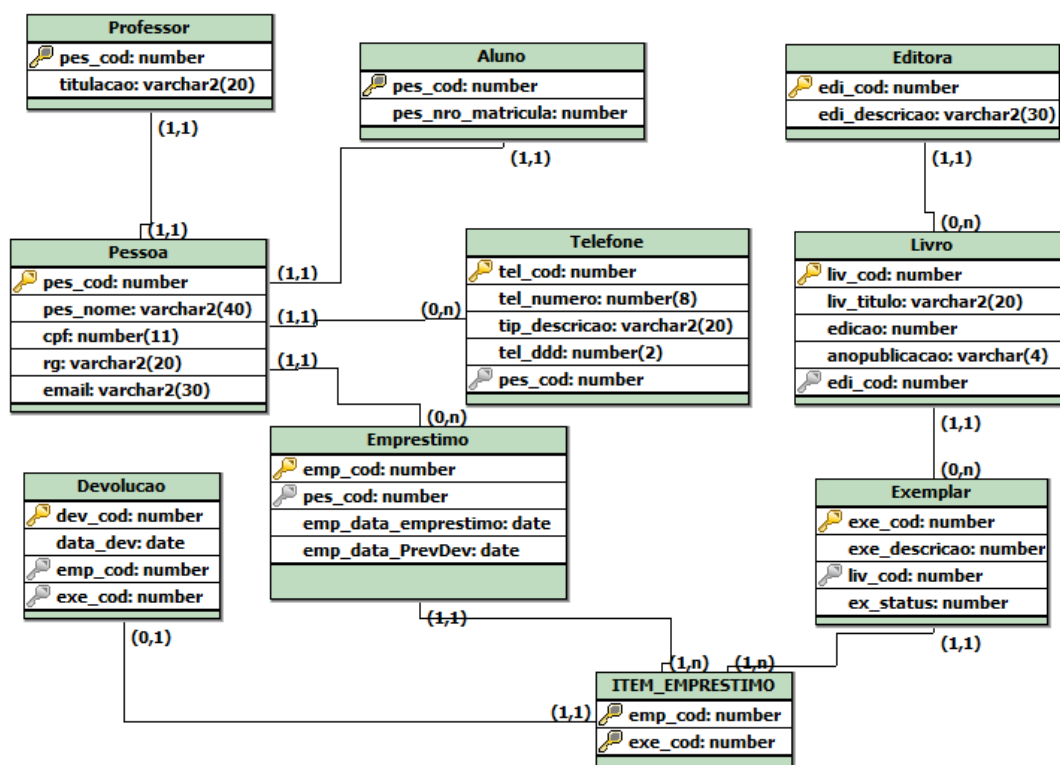 Professor
pes_cod: number
titulacao: varchar2(20)
(1,1)
(1,1)
Aluno
pes_cod: number
pes_nro_matricula: number
(1,1)
(1,1)
Editora
edi_cod: number
edi_descricao: varchar2(30)
(1,1)
(0,n)
Pessoa
pes_cod: number
pes_nome: varchar2(40)
cpf: number(11)
rg: varchar2(20)
email: varchar2(30)
(1,1)
(0,n)
(1,1)
(0,n)
Telefone
tel_cod: number
tel_numero: number(8)
tip_descricao: varchar2(20)
tel_ddd: number(2)
pes_cod: number
Livro
liv_cod: number
liv_titulo: varchar2(20)
edicao: number
anopublicacao: varchar(4)
edi_cod: number
(1,1)
(0,n)
Devolucao
dev_cod: number
data_dev: date
emp_cod: number
exe_cod: number
(0,1)
(1,1)
Emprestimo
emp_cod: number
pes_cod: number
emp_data_emprestimo: date
emp_data_PrevDev: date
(1,1)
(1,n)
Exemplar
exe_cod: number
exe_descricao: number
liv_cod: number
ex_status: number
(1,1)
(1,n)
ITEM_EMPRESTIMO
emp_cod: number
exe_cod: number